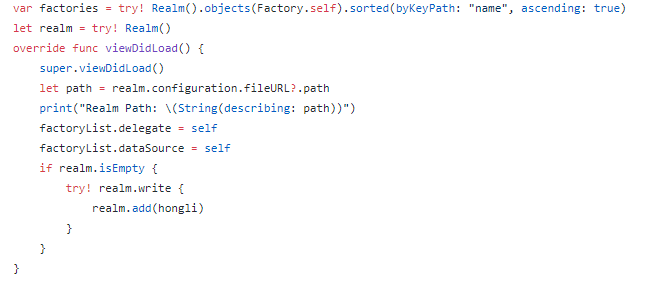 var factories = try! Realm().objects(Factory.self).sorted(byKeyPath: "name", ascending: true)
let realm = try! Realm()
override func viewDidLoad() {
    super.viewDidLoad()
    let path = realm.configuration.fileURL?.path
    print("Realm Path: \(String(describing: path))")
    factoryList.delegate = self
    factoryList.dataSource = self
    if realm.isEmpty {
        try! realm.write {
            realm.add(hongli)
        }
    }
}